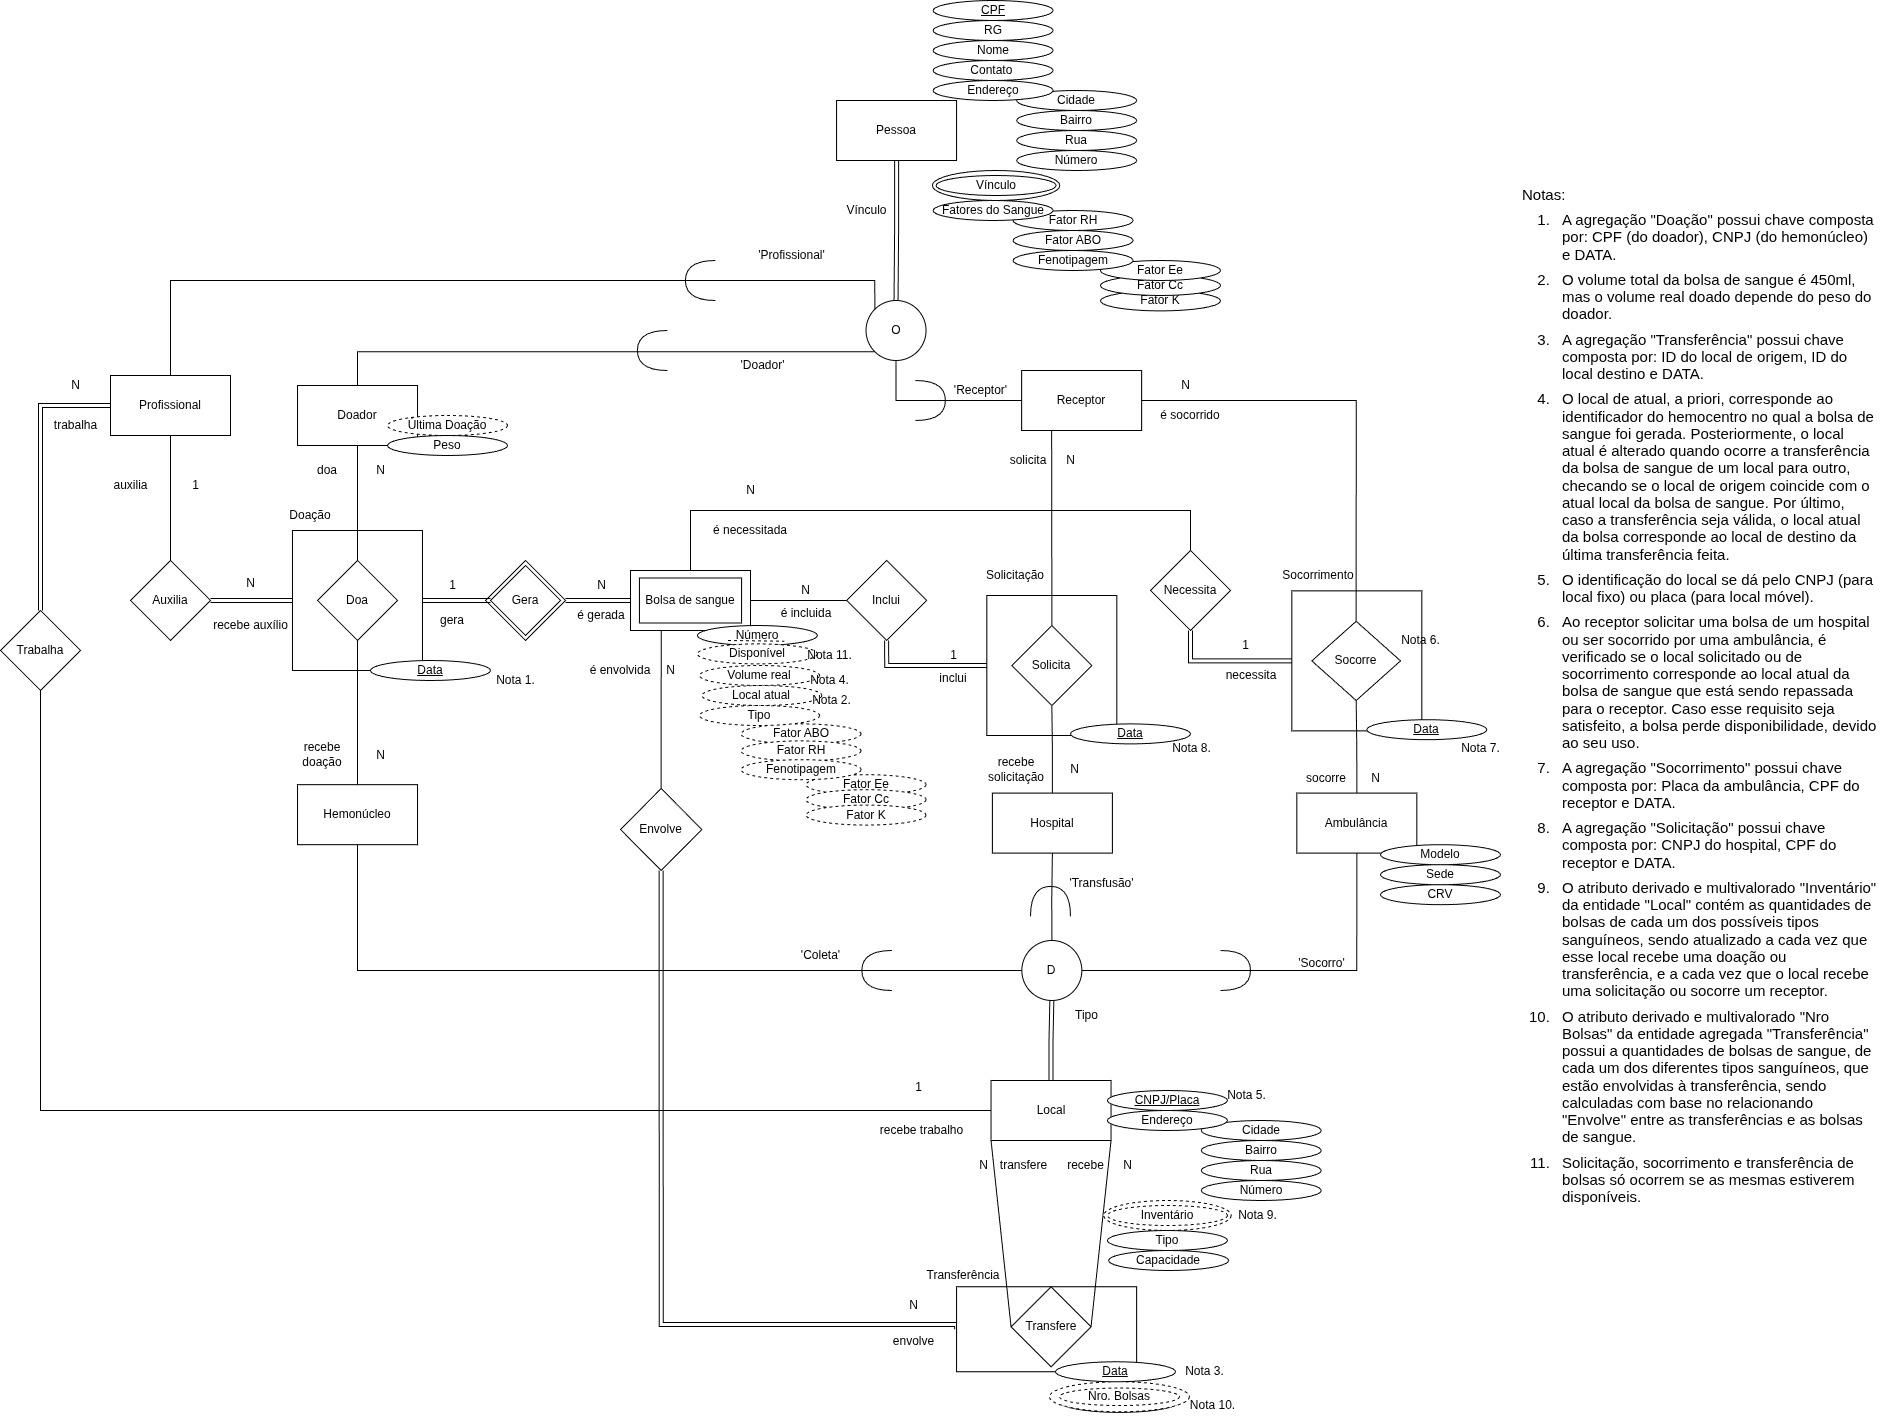 CPF
RG
Nome
Contato
Endereço
Cidade
Bairro
Rua
Número
Pessoa
Vínculo
Vínculo
Fatores do Sangue
Fator RH
Fator ABO
Fenotipagem
Fator Ee
Fator Cc
Fator K
'Profissional'
O
'Doador'
'Receptor'
N
Profissional
trabalha
Doador
Última Doação
Peso
Receptor
N
é socorrido
auxilia
1
doa
N
solicita
N
Doação
N
é necessitada
Solicitação
Socorrimento
Trabalha
Auxilia
N
recebe auxílio
Doa
1
gera
Gera
N
é gerada
Bolsa de sangue
N
é incluida
Inclui
Necessita
1
necessita
Data
Nota 1.
é envolvida
N
Número
Disponível
Nota 11.
Volume real
Nota 4.
Local atual
Nota 2.
Tipo
Fator ABO
Fator RH
Fenotipagem
Fator Ee
Fator Cc
Fator K
1
inclui
Solicita
Data
Nota 8.
Socorre
Nota 6.
Data
Nota 7.
recebe
doação
N
recebe
solicitação
N
socorre
N
Hemonúcleo
Envolve
Hospital
Ambulância
Modelo
Sede
CRV
'Transfusão'
'Coleta'
D
'Socorro'
Tipo
1
recebe trabalho
Local
CNPJ/Placa
Nota 5.
Endereço
Cidade
Bairro
Rua
Número
N
transfere
recebe
N
Inventário
Nota 9.
Tipo
Capacidade
Transferência
N
envolve
Transfere
Data
Nota 3.
Nro. Bolsas
Nota 10.
Notas:
1. A agregação "Doação" possui chave composta
por: CPF (do doador), CNPJ (do hemonúcleo)
e DATA.
2. O volume total da bolsa de sangue é 450ml,
mas o volume real doado depende do peso do
doador.
3. A agregação "Transferência" possui chave
composta por: ID do local de origem, ID do
local destino e DATA.
4. O local de atual, a priori, corresponde ao
identificador do hemocentro no qual a bolsa de
sangue foi gerada. Posteriormente, o local
atual é alterado quando ocorre a transferência
da bolsa de sangue de um local para outro,
checando se o local de origem coincide com o
atual local da bolsa de sangue. Por último,
caso a transferência seja válida, o local atual
da bolsa corresponde ao local de destino da
última transferência feita.
5. O identificação do local se dá pelo CNPJ (para
local fixo) ou placa (para local móvel).
6. Ao receptor solicitar uma bolsa de um hospital
ou ser socorrido por uma ambulância, é
verificado se o local solicitado ou de
socorrimento corresponde ao local atual da
bolsa de sangue que está sendo repassada
para o receptor. Caso esse requisito seja
satisfeito, a bolsa perde disponibilidade, devido
ao seu uso.
7. A agregação "Socorrimento" possui chave
composta por: Placa da ambulância, CPF do
receptor e DATA.
8. A agregação "Solicitação" possui chave
composta por: CNPJ do hospital, CPF do
receptor e DATA.
9. O atributo derivado e multivalorado "Inventário"
da entidade "Local" contém as quantidades de
bolsas de cada um dos possíveis tipos
sanguíneos, sendo atualizado a cada vez que
esse local recebe uma doação ou
transferência, e a cada vez que o local recebe
uma solicitação ou socorre um receptor.
10. O atributo derivado e multivalorado "Nro
Bolsas" da entidade agregada "Transferência"
possui a quantidades de bolsas de sangue, de
cada um dos diferentes tipos sanguíneos, que
estão envolvidas à transferência, sendo
calculadas com base no relacionando
"Envolve" entre as transferências e as bolsas
de sangue.
11. Solicitação, socorrimento e transferência de
bolsas só ocorrem se as mesmas estiverem
disponíveis.